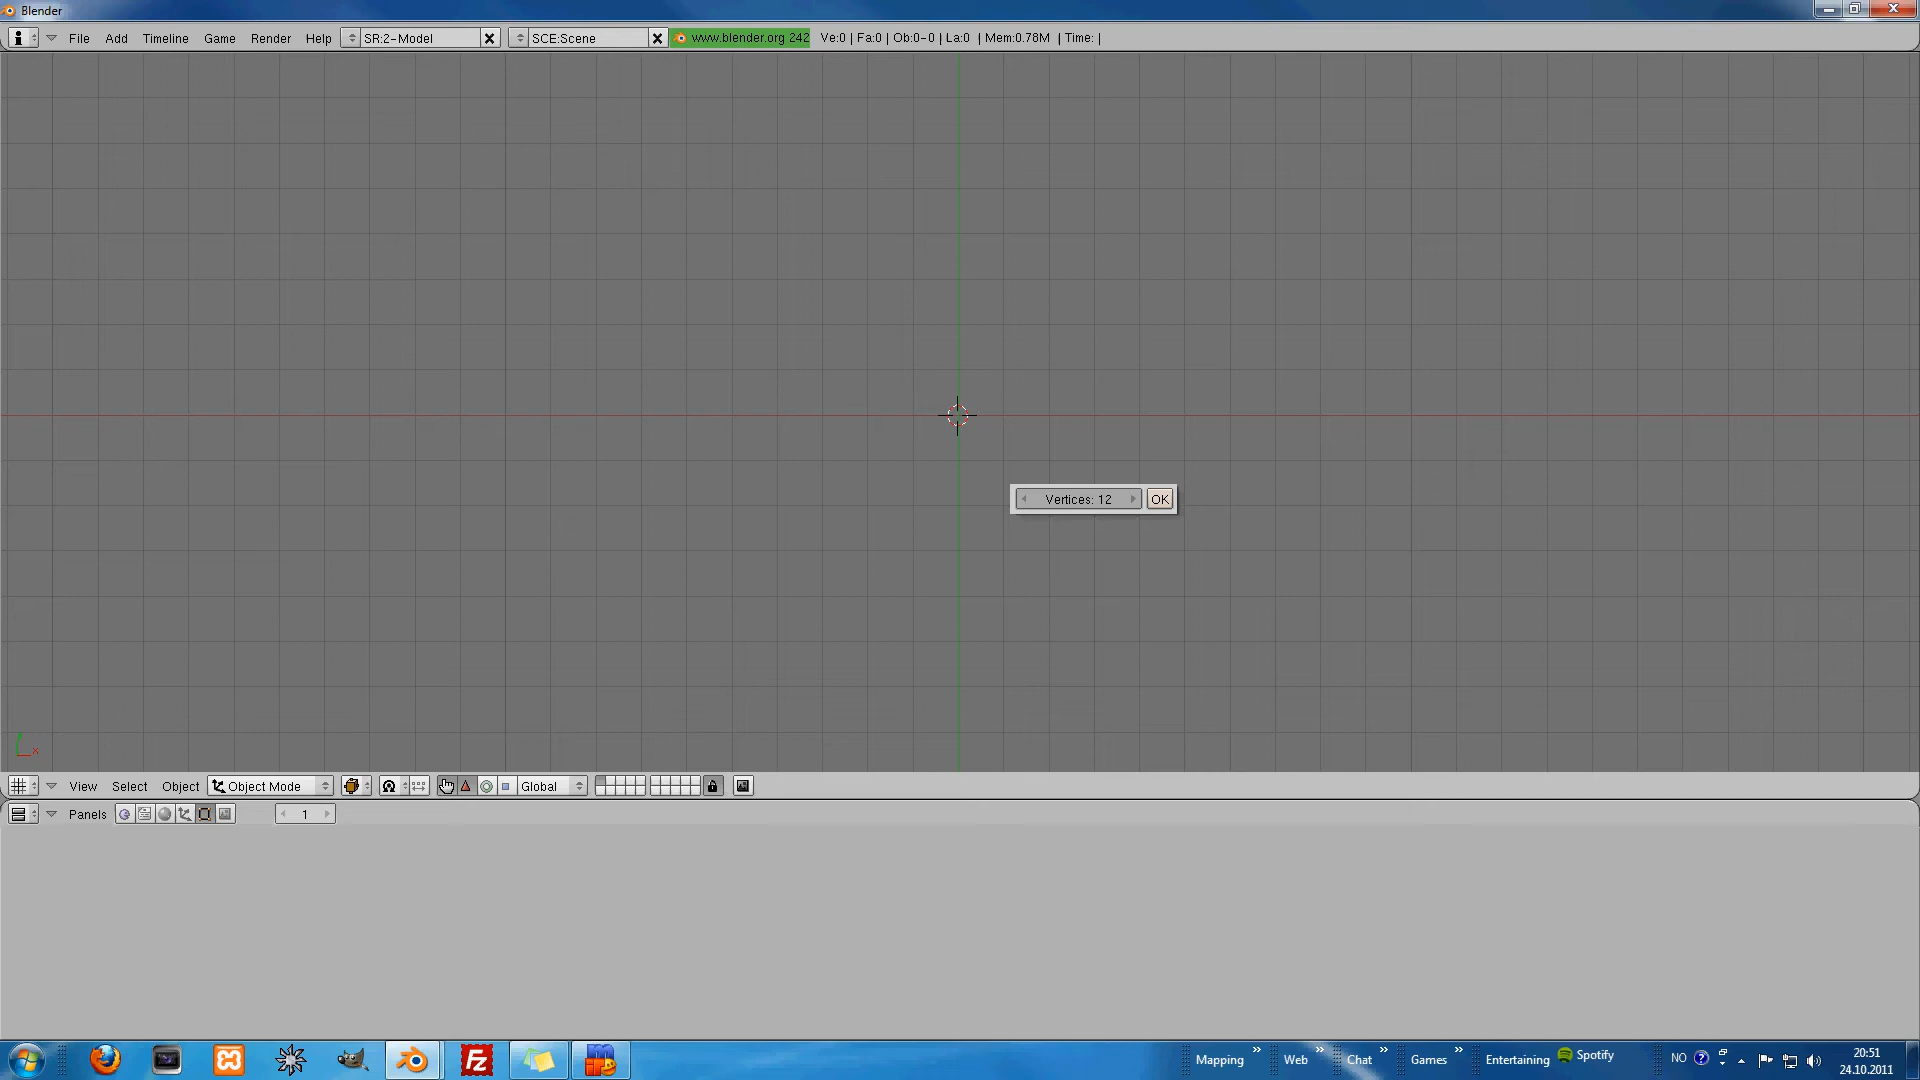 Blender
File Add Timeline Game Render Help SR:2-Model SCE:Scene www.blender.org 242 Ve:0 | Fa:0 | Ob:0-0 | La:0 | Mem:0.78M | Time: |
Vertices: 12 OK
x
View Select Object Object Mode Global
Panels 1
Fz
Mapping » Web » Chat » Games » Entertaining Spotify NO 20:51
24.10.2011